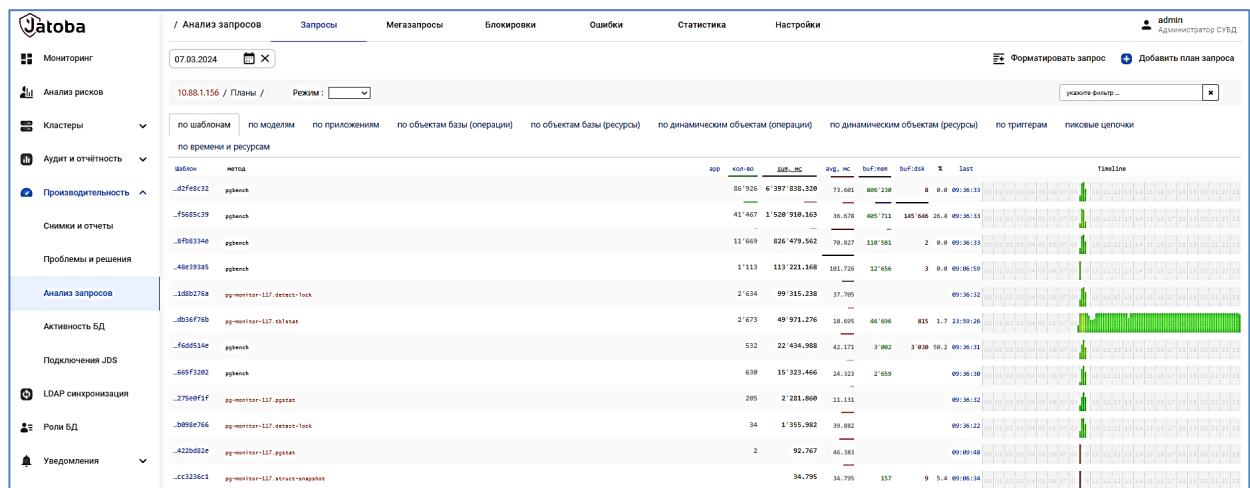 Jatoba
/ Анализ запросов Запросы Мегазапросы Блокировки Ошибки Статистика Настройки
admin
Администратор СУБД
Мониторинг
Анализ рисков
Кластеры
Аудит и отчётность
Производительность
Снимки и отчеты
Проблемы и решения
Анализ запросов
Активность БД
Подключения JDS
LDAP синхронизация
Роли БД
Уведомления
07.03.2024
Форматировать запрос Добавить план запроса
10.88.1.156 / Планы / Режим :
укажите фильтр ...
по шаблонам по моделям по приложениям по объектам базы (операции) по объектам базы (ресурсы) по динамическим объектам (операции) по динамическим объектам (ресурсы) по триггерам пиковые цепочки
по времени и ресурсам
Шаблон метод app кол-во sum, мс avg, мс buf:mem buf:dsk % last Timeline
…d2fe8c32 pgbench 86'926 6'397'838.320 73.601 806'230 8 0.0 09:36:33
…f5685c39 pgbench 41'467 1'520'910.163 36.678 405'711 145'646 26.4 09:36:33
…8fb8334e pgbench 11'669 826'479.562 70.827 110'581 2 0.0 09:36:33
…48e393a5 pgbench 1'113 113'221.168 101.726 12'656 3 0.0 09:06:59
…1d8b276a pg-monitor-117.detect-lock 2'634 99'315.238 37.705 09:36:32
…db36f76b pg-monitor-117.tblstat 2'673 49'971.276 18.695 46'696 815 1.7 23:59:26
…f6dd514e pgbench 532 22'434.988 42.171 3'002 3'030 50.2 09:36:31
…665f3202 pgbench 630 15'323.466 24.323 2'659 09:36:30
…275e0f1f pg-monitor-117.pgstat 205 2'281.860 11.131 09:36:32
…b098e766 pg-monitor-117.detect-lock 34 1'355.982 39.882 09:36:22
…422bd82e pg-monitor-117.pgstat 2 92.767 46.383 09:09:48
…cc3236c1 pg-monitor-117.struct-snapshot 34.795 34.795 157 9 5.4 09:06:34